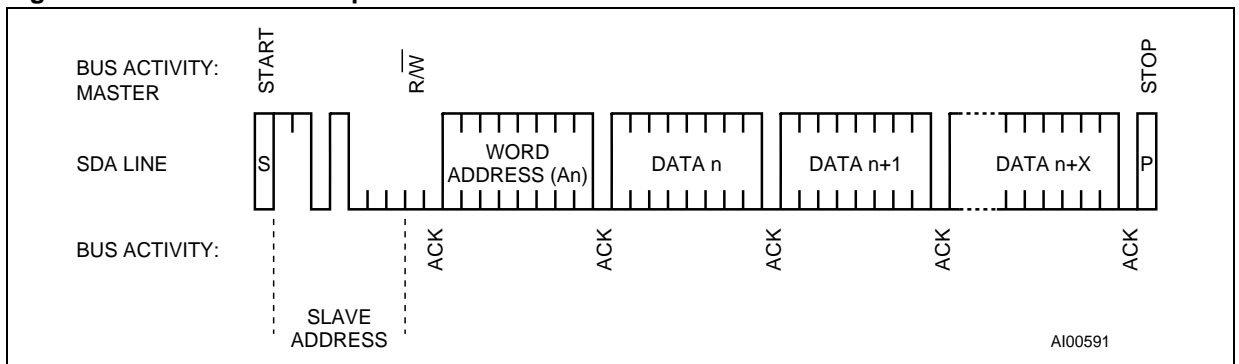 BUS ACTIVITY:
MASTER
START
R/W
STOP
SDA LINE
S
WORD
ADDRESS (An)
DATA n
DATA n+1
DATA n+X
P
BUS ACTIVITY:
ACK
ACK
ACK
ACK
ACK
SLAVE
ADDRESS
AI00591